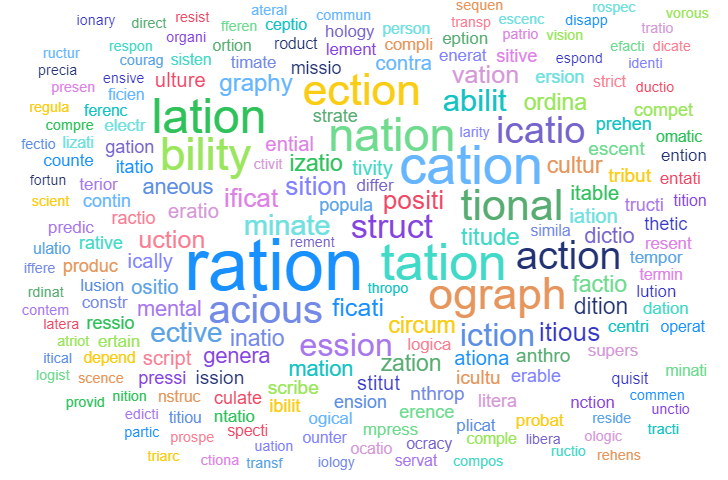 ionary direct resist ateral commun sequen rospec
organi ceptio fferen person transp escenc disapp vorous
ructur respon ortion roduct hology lement compli eption patrio vision tratio
precia courag sisten timate missio contra enerat sitive espond efacti dicate
presen ensive ulture graphy ection vation ersion strict identi
regula ficien ferenc lation strate abilit ordina ductio compet
compre electr nation larity icatio prehen omatic
fectio lizati gation bility ential cation escent ention
counte itatio ctivit izatio tivity cultur tribut entati
fortun terior aneous ificat sition differ positi tional itable tructi tition
scient contin eratio popula iation thetic
predic ractio minate struct titude simila dictio resent
ulatio rative uction rement action tempor
iffere produc ically ration tation factio termin
rdinat lusion ositio thropo ograph lution
contem constr mental acious ficati dition dation
latera ressio circum iction itious centri operat
atriot ertain ective inatio ession logica
itical depend script genera zation ationa anthro supers
logist scence pressi ission mation stitut icultu erable quisit minati
provid nition nstruc culate scribe ension nthrop litera nction commen
edicti titiou ntatio ibilit erence probat reside unctio
partic prospe specti ogical mpress plicat tracti
uation ounter ocatio ocracy comple libera ologic
triarc ctiona transf iology servat compos ructio rehens